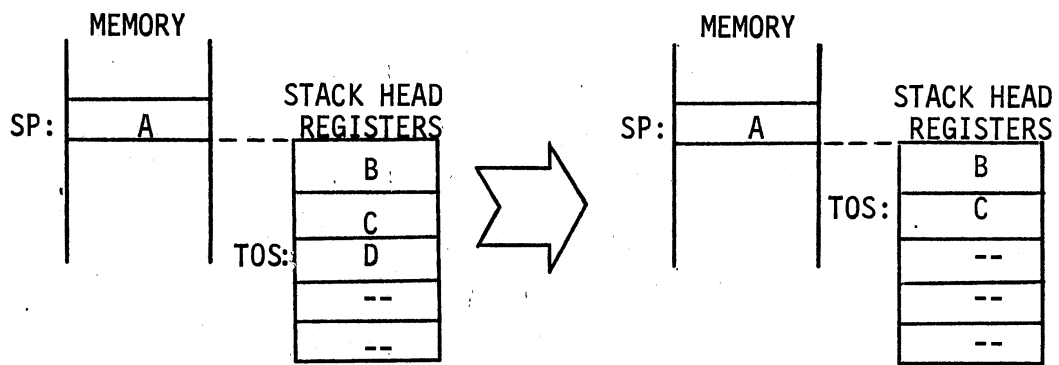 MEMORY
STACK HEAD
REGISTERS
SP:
A
B
C
TOS:
D
--
--
MEMORY
STACK HEAD
REGISTERS
SP:
A
B
TOS:
C
--
--
--